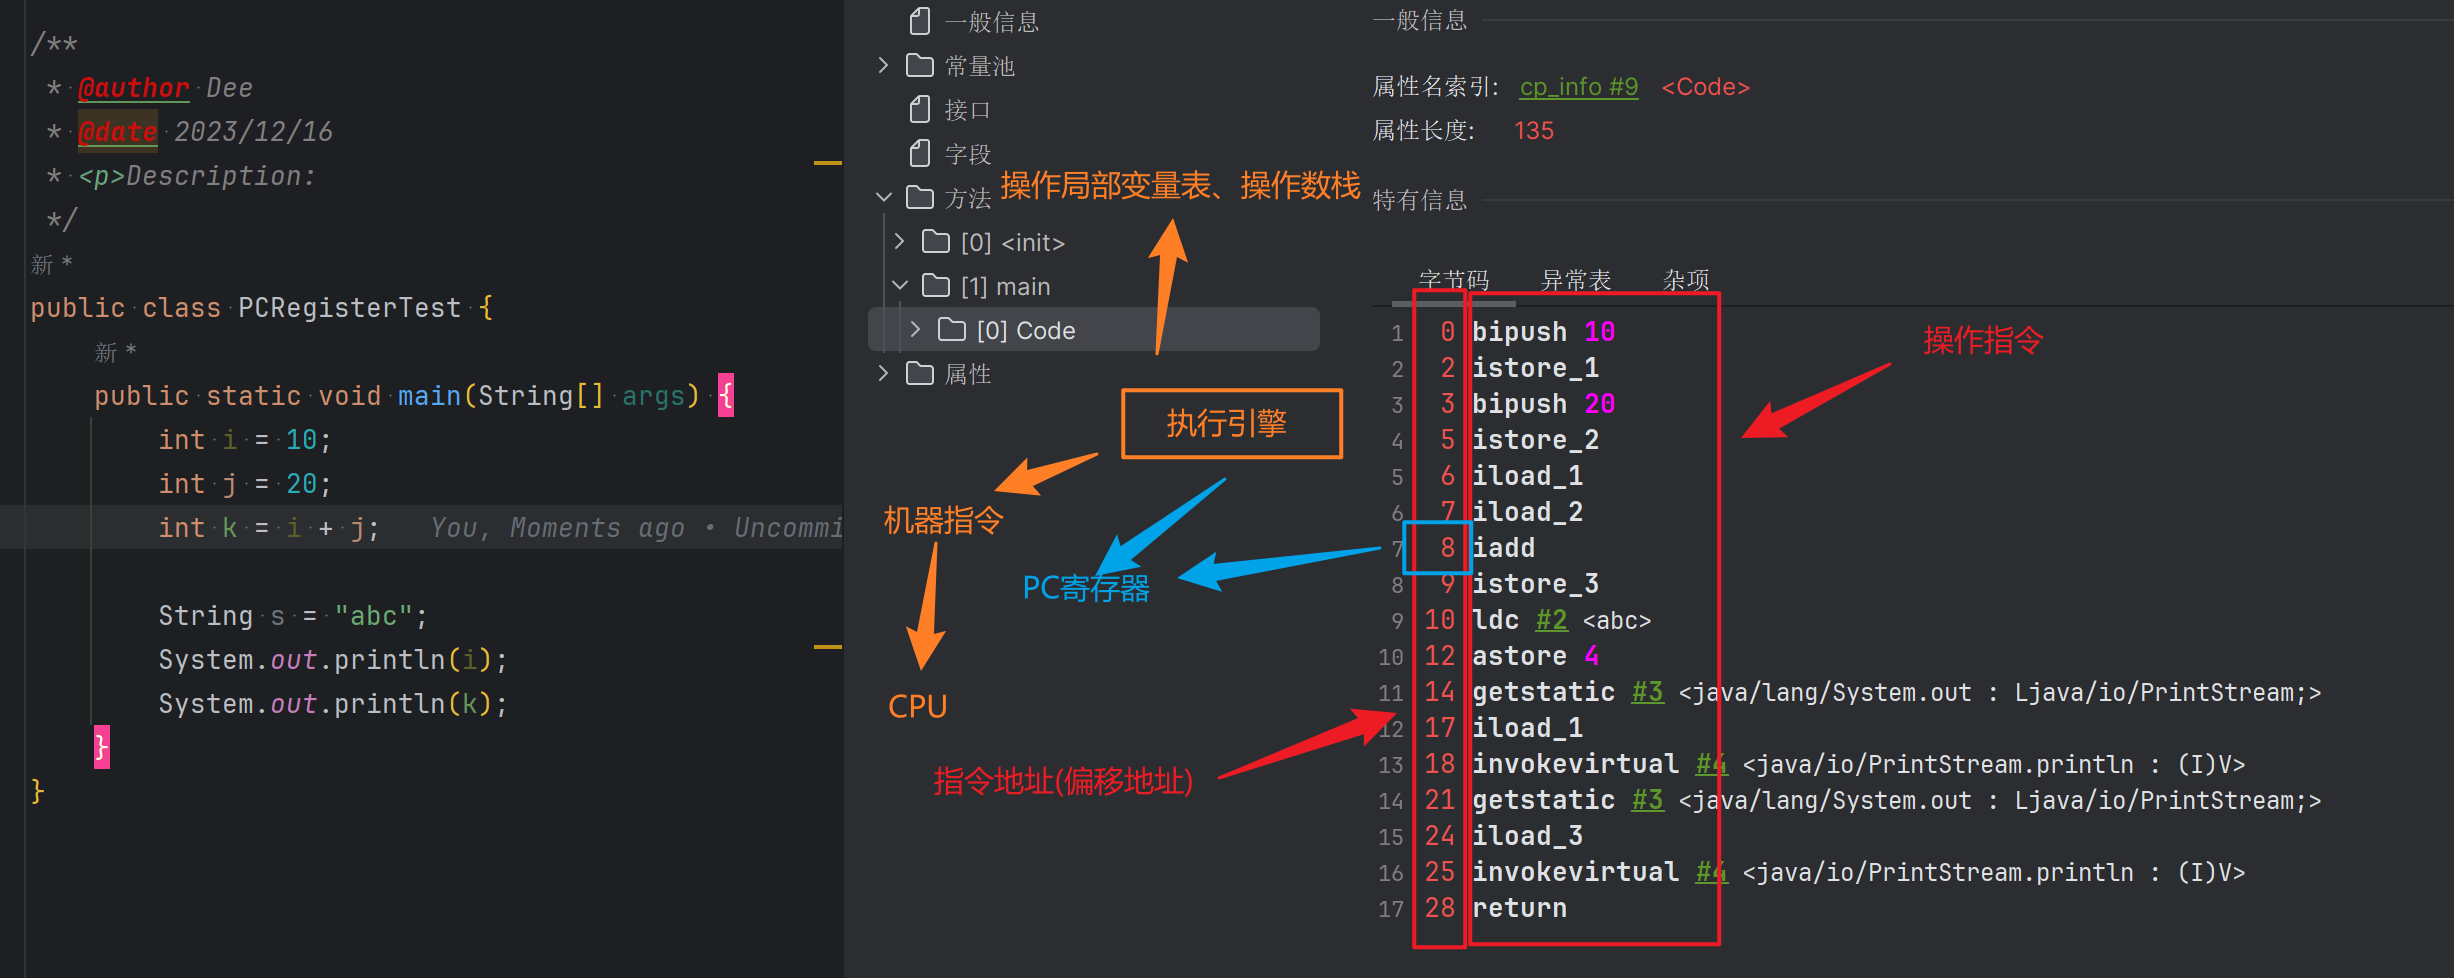 /**
 * @author Dee
 * @date 2023/12/16
 * <p>Description:
 */
新 *
public class PCRegisterTest {
新 *
public static void main(String[] args) {
int i = 10;
int j = 20;
int k = i + j;    You, Moments ago • Uncommi
String s = "abc";
System.out.println(i);
System.out.println(k);
}
}
一般信息
常量池
接口
字段
方法
[0] <init>
[1] main
[0] Code
属性
操作局部变量表、操作数栈
执行引擎
机器指令
PC寄存器
CPU
指令地址(偏移地址)
一般信息
属性名索引: cp_info #9 <Code>
属性长度: 135
特有信息
字节码 异常表 杂项
1 0 bipush 10
2 2 istore_1
3 3 bipush 20
4 5 istore_2
5 6 iload_1
6 7 iload_2
7 8 iadd
8 9 istore_3
9 10 ldc #2 <abc>
10 12 astore 4
11 14 getstatic #3 <java/lang/System.out : Ljava/io/PrintStream;>
12 17 iload_1
13 18 invokevirtual #4 <java/io/PrintStream.println : (I)V>
14 21 getstatic #3 <java/lang/System.out : Ljava/io/PrintStream;>
15 24 iload_3
16 25 invokevirtual #4 <java/io/PrintStream.println : (I)V>
17 28 return
操作指令